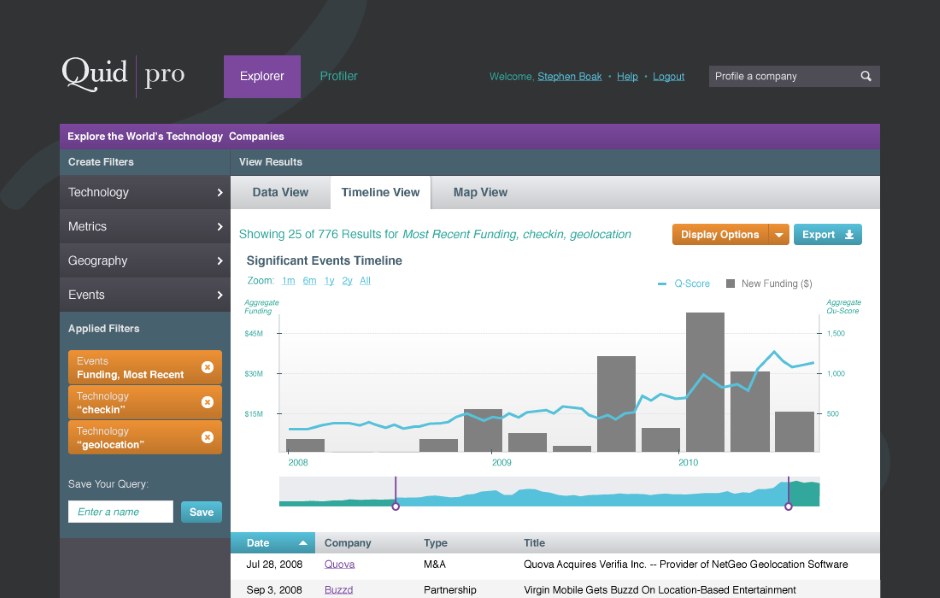 Quid pro
Explorer
Profiler
Welcome, Stephen Boak • Help • Logout
Profile a company
Explore the World's Technology Companies
Create Filters
View Results
Technology
Metrics
Geography
Events
Applied Filters
Events
Funding, Most Recent
Technology
"checkin"
Technology
"geolocation"
Save Your Query:
Enter a name
Save
Data View
Timeline View
Map View
Showing 25 of 776 Results for Most Recent Funding, checkin, geolocation
Display Options
Export
Significant Events Timeline
Zoom: 1m 6m 1y 2y All
Q-Score
New Funding ($)
Aggregate
Funding
Aggregate
Qu-Score
$45M
$30M
$15M
1,500
1,000
500
2008
2009
2010
Date Company Type Title
Jul 28, 2008 Quova M&A Quova Acquires Verifia Inc. -- Provider of NetGeo Geolocation Software
Sep 3, 2008 Buzzd Partnership Virgin Mobile Gets Buzzd On Location-Based Entertainment